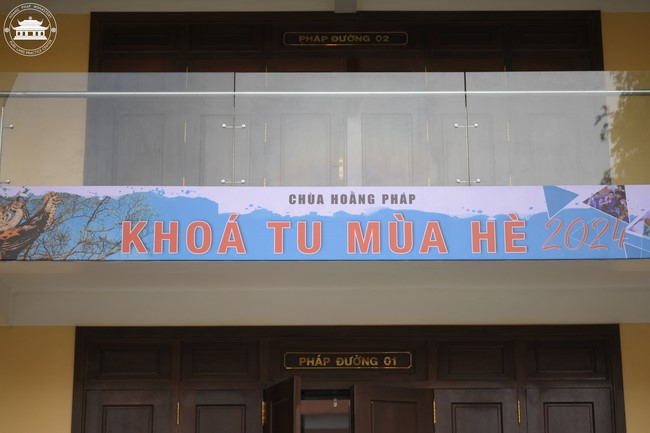 PHÁP ĐƯỜNG 02
CHÙA HOẰNG PHÁP
KHOÁ TU MÙA HÈ 2024
PHÁP ĐƯỜNG 01